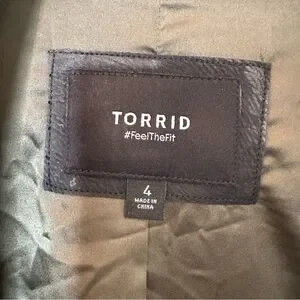 TORRID
#FeelTheFit
4
MADE IN
CHINA